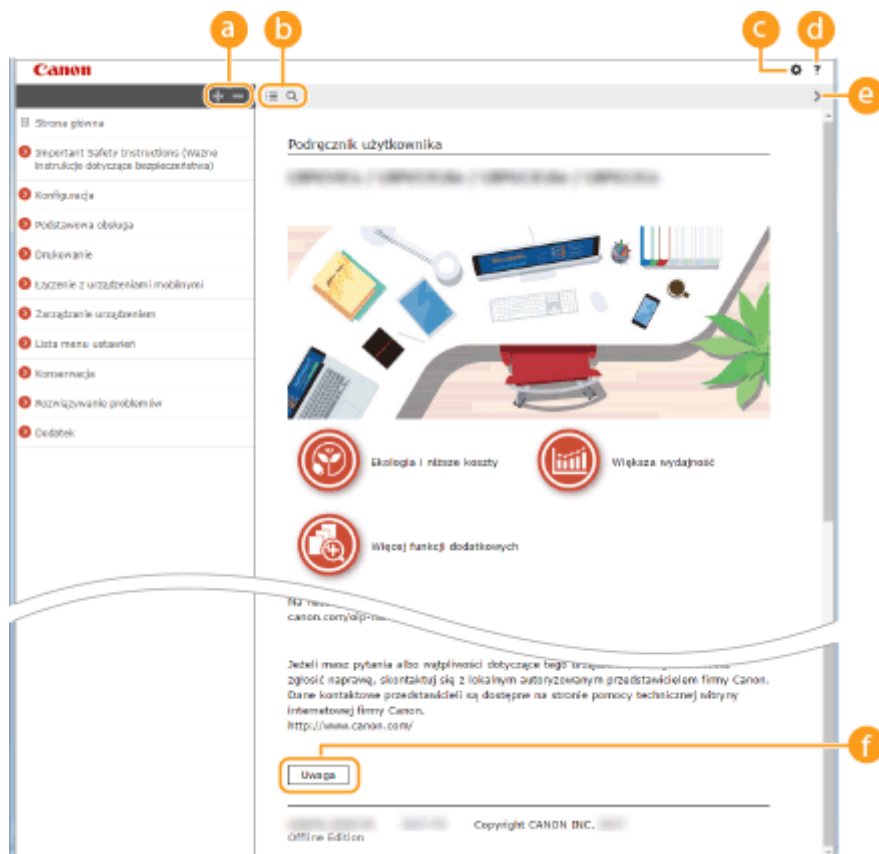 a
b
c
d
Canon
?
e
Strona główna
Important Safety Instructions (Ważne
instrukcje dotyczące bezpieczeństwa)
Konfiguracja
Podstawowa obsługa
Drukowanie
Łączenie z urządzeniami mobilnymi
Zarządzanie urządzeniem
Lista menu ustawień
Konserwacja
Rozwiązywanie problemów
Dodatek
Podręcznik użytkownika
Ekologia i niższe koszty
Większa wydajność
Więcej funkcji dodatkowych
Jeżeli masz pytania albo wątpliwości dotyczące tego
zgłosić naprawę, skontaktuj się z lokalnym autoryzowanym przedstawicielem firmy Canon.
Dane kontaktowe przedstawicieli są dostępne na stronie pomocy technicznej witryny
internetowej firmy Canon.
http://www.canon.com/
f
Uwaga
Copyright CANON INC.
Offline Edition